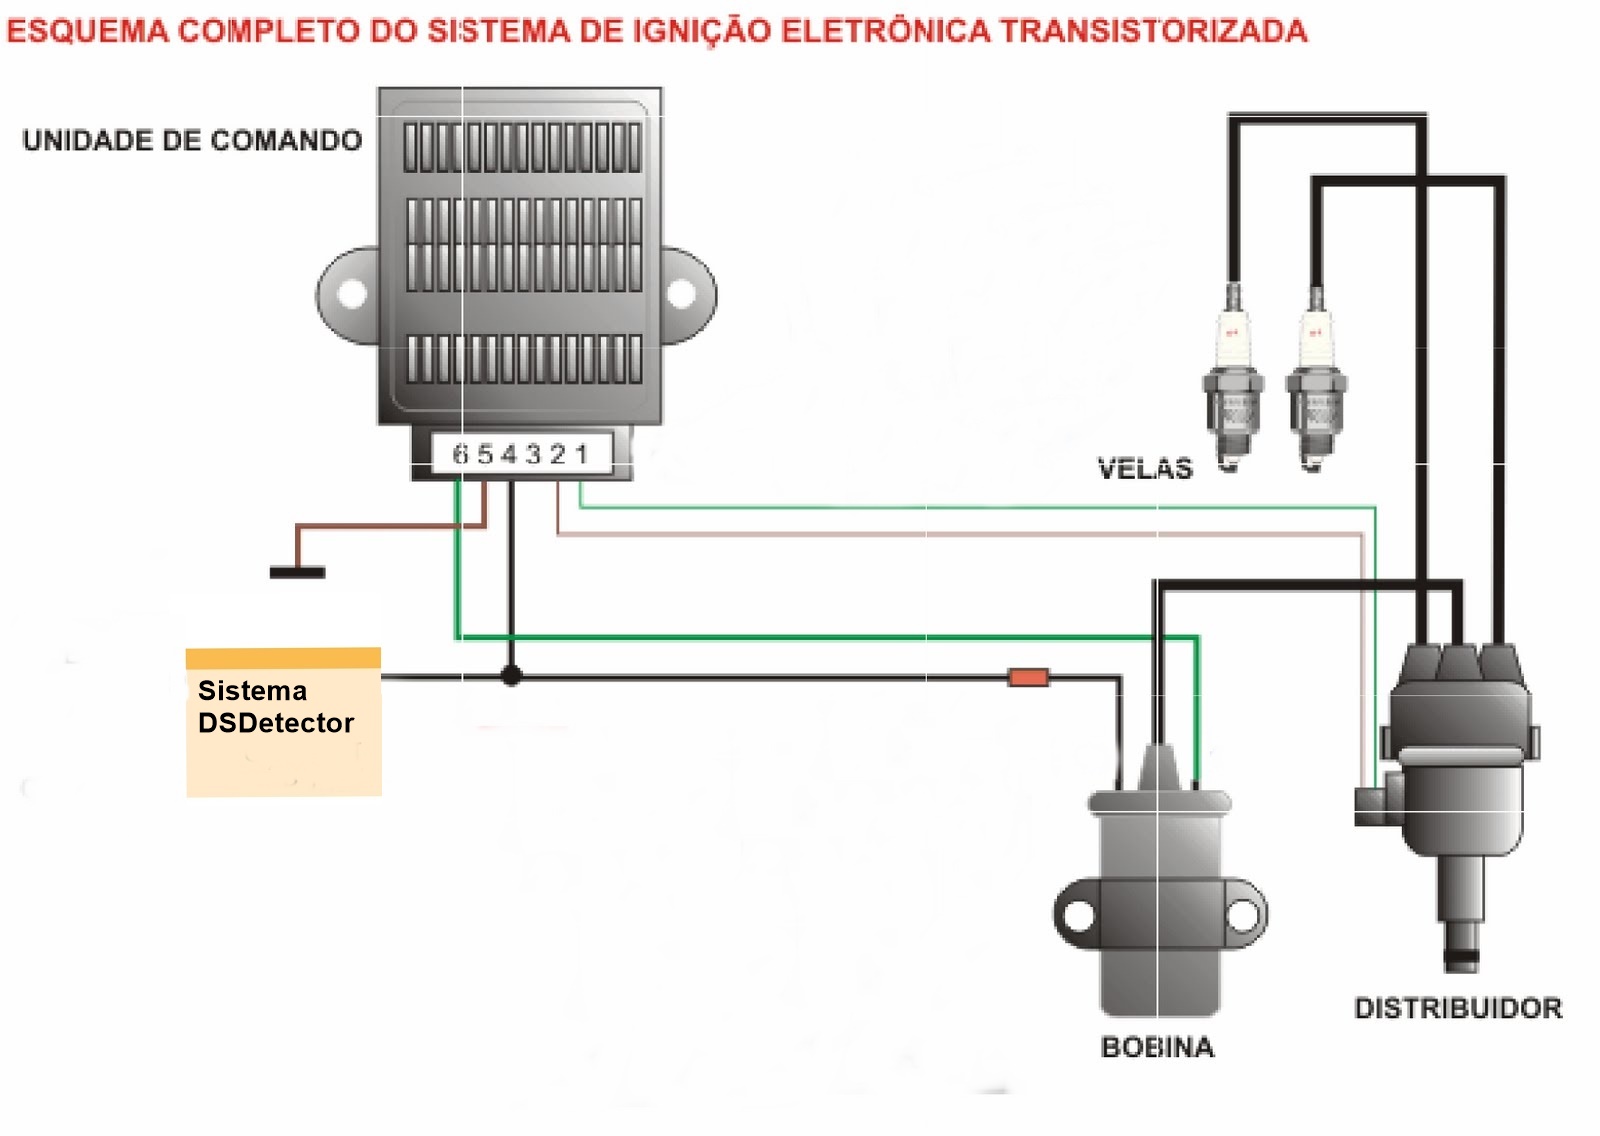 ESQUEMA COMPLETO DO SISTEMA DE IGNIÇÃO ELETRÔNICA TRANSISTORIZADA
UNIDADE DE COMANDO
6 5 4 3 2 1
VELAS
Sistema
DSDetector
DISTRIBUIDOR
BOBINA